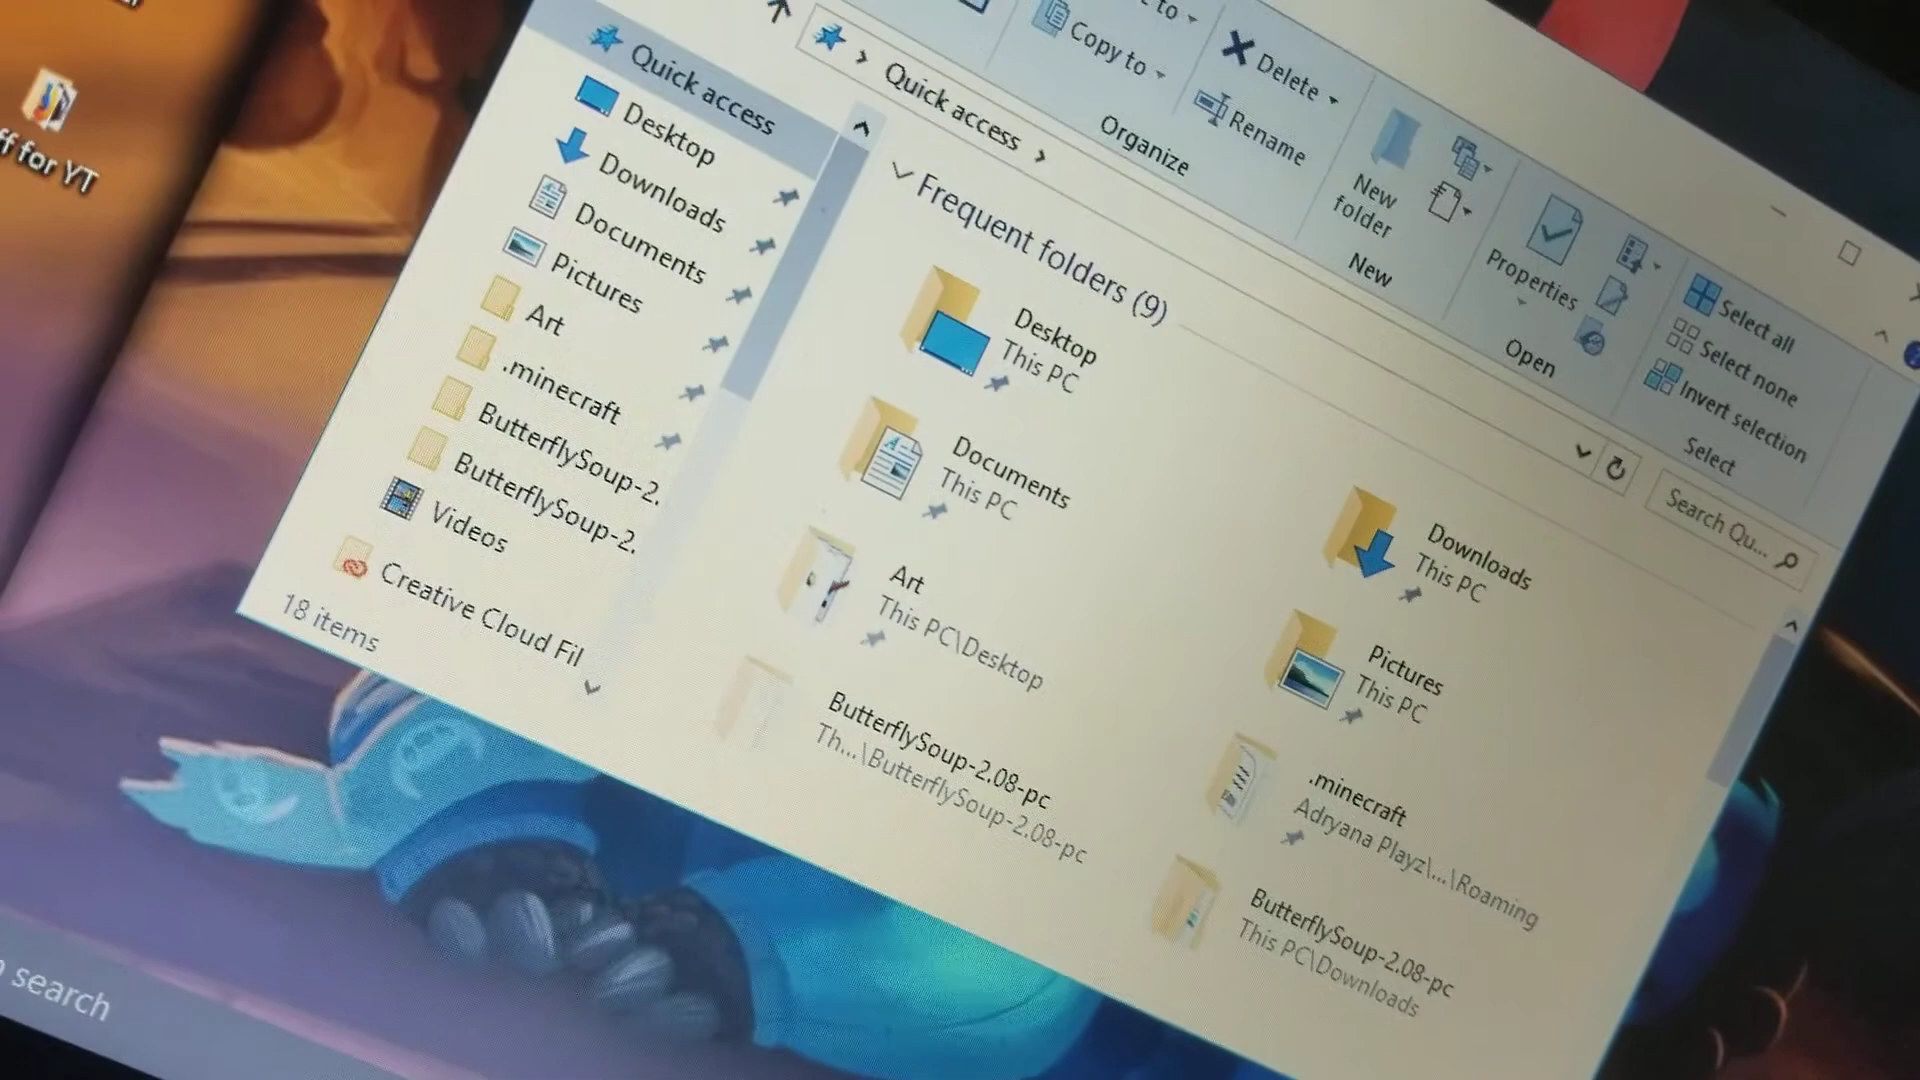 for YT
search
Copy to
Delete
Rename
Organize
New
folder
New
Properties
Open
Select all
Select none
Invert selection
Select
Quick access
Search Qu...
Quick access
Desktop
Downloads
Documents
Pictures
Art
.minecraft
ButterflySoup-2.
ButterflySoup-2.
Videos
Creative Cloud Fil
18 items
Frequent folders (9)
Desktop
This PC
Downloads
This PC
Documents
This PC
Pictures
This PC
Art
This PC\Desktop
.minecraft
Adryana Playz\...\Roaming
ButterflySoup-2.08-pc
Th...\ButterflySoup-2.08-pc
ButterflySoup-2.08-pc
This PC\Downloads